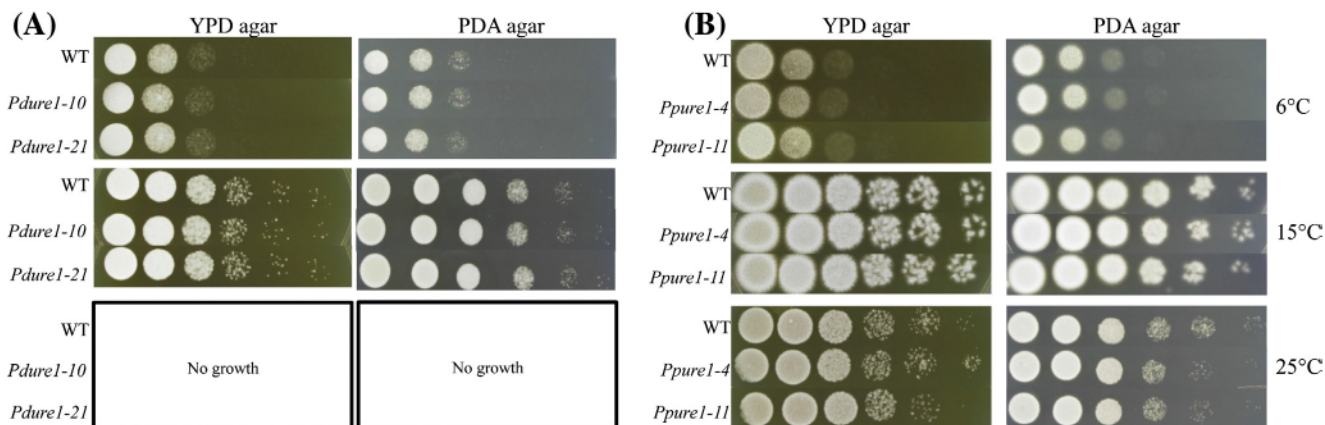 (A) YPD agar PDA agar
WT
Pdure1-10
Pdure1-21
WT
Pdure1-10
Pdure1-21
WT
Pdure1-10 No growth No growth
Pdure1-21
(B) YPD agar PDA agar
WT
Ppure1-4 6°C
Ppure1-11
WT
Ppure1-4 15°C
Ppure1-11
WT
Ppure1-4 25°C
Ppure1-11